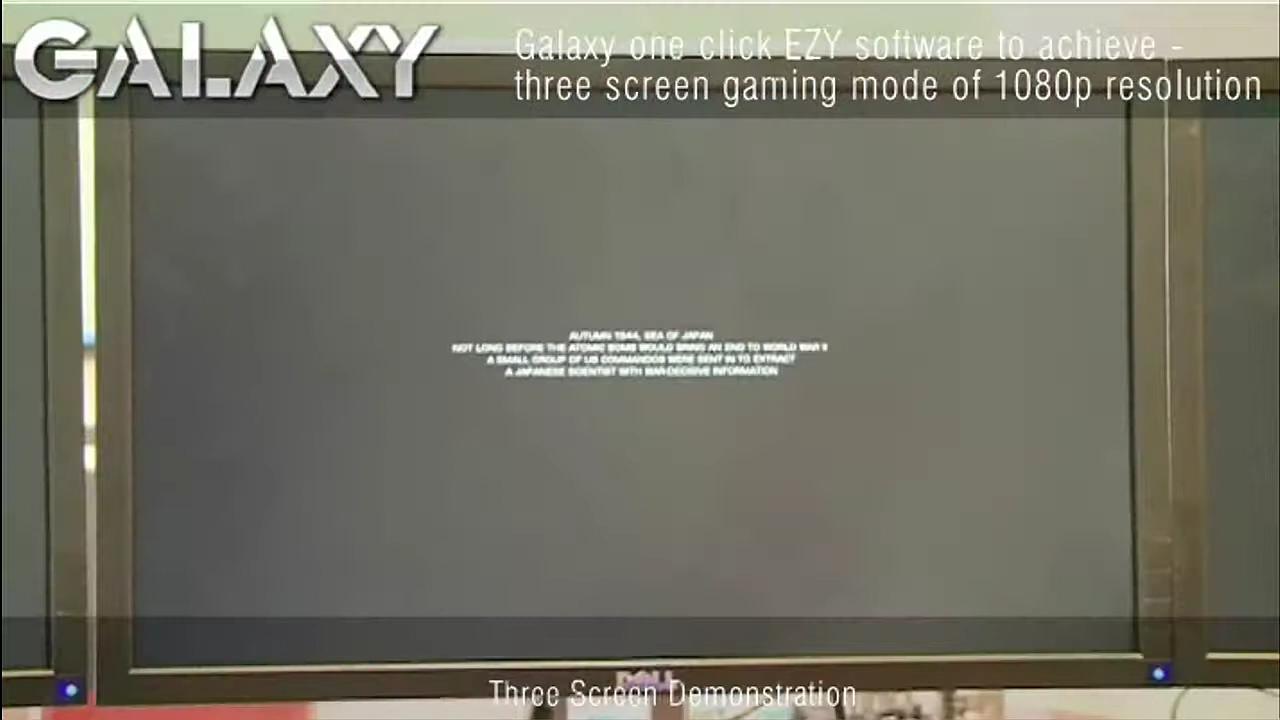 GALAXY
Galaxy one click EZY software to achieve -
three screen gaming mode of 1080p resolution
AUTUMN 1944, SEA OF JAPAN
NOT LONG BEFORE THE ATOMIC BOMB WOULD BRING AN END TO WORLD WAR II
A SMALL GROUP OF US COMMANDOS WERE SENT IN TO EXTRACT
A JAPANESE SCIENTIST WITH WAR-DECISIVE INFORMATION
DELL
Three Screen Demonstration